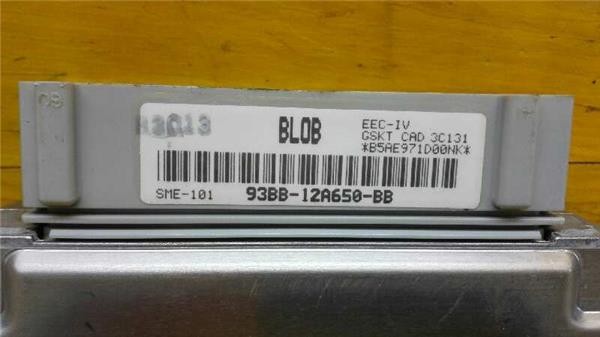 BLOB
EEC-IV
GSKT CAD 3C131
*B5AE971D00NK*
SME-101
93BB-12A650-BB